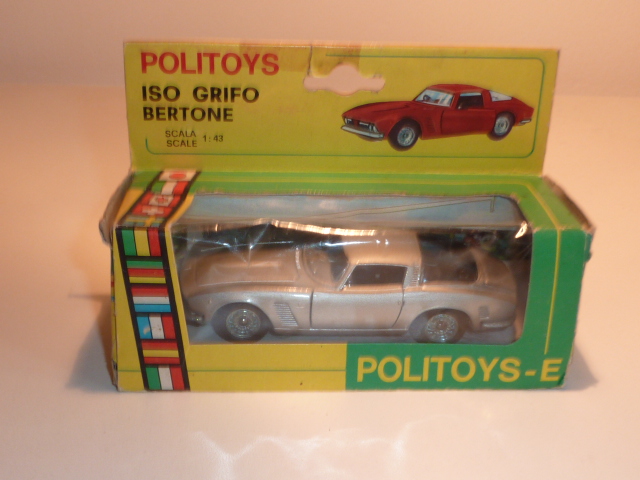 POLITOYS
ISO GRIFO
BERTONE
SCALA
SCALE 1:43
POLITOYS-E